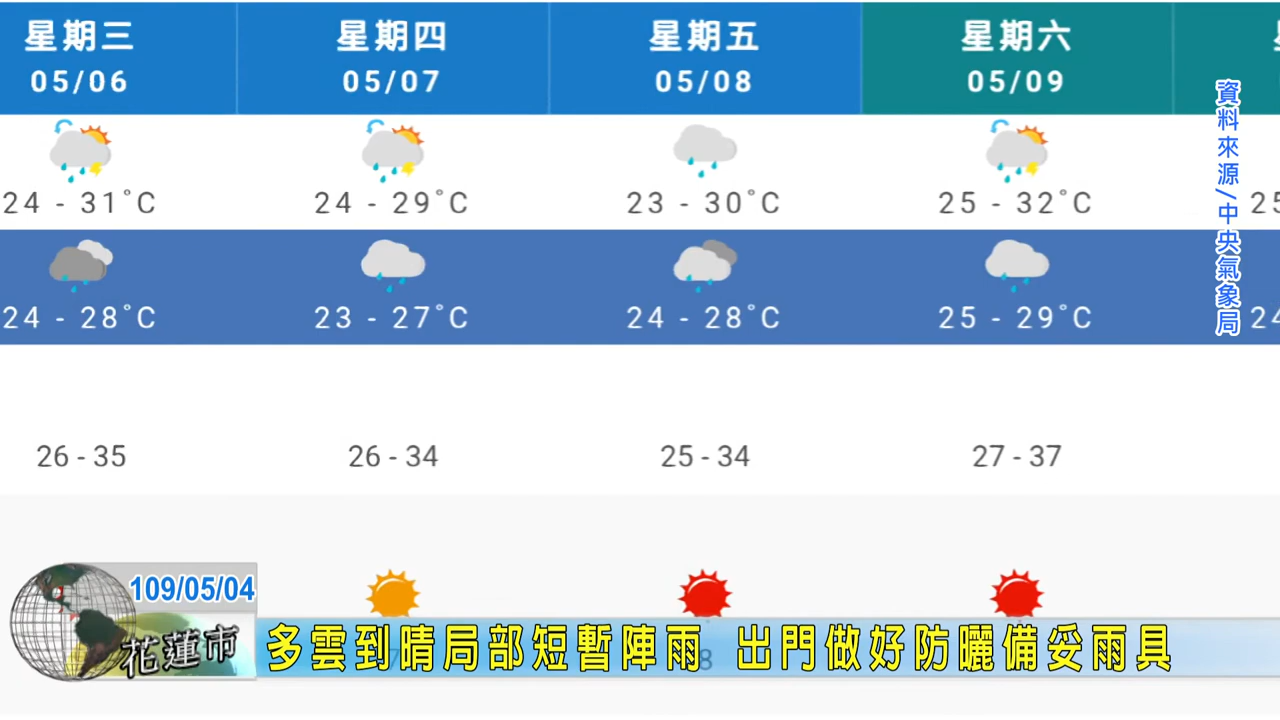 星期三
星期四
星期五
星期六
05/06
05/07
05/08
05/09
24 - 31°C
24 - 29°C
23 - 30°C
25 - 32°C
25
24 - 28°C
23 - 27°C
24 - 28°C
25 - 29°C
24
26 - 35
26 - 34
25 - 34
27 - 37
資料來源/中央氣象局
109/05/04
花蓮市
多雲到晴局部短暫陣雨 出門做好防曬備妥雨具